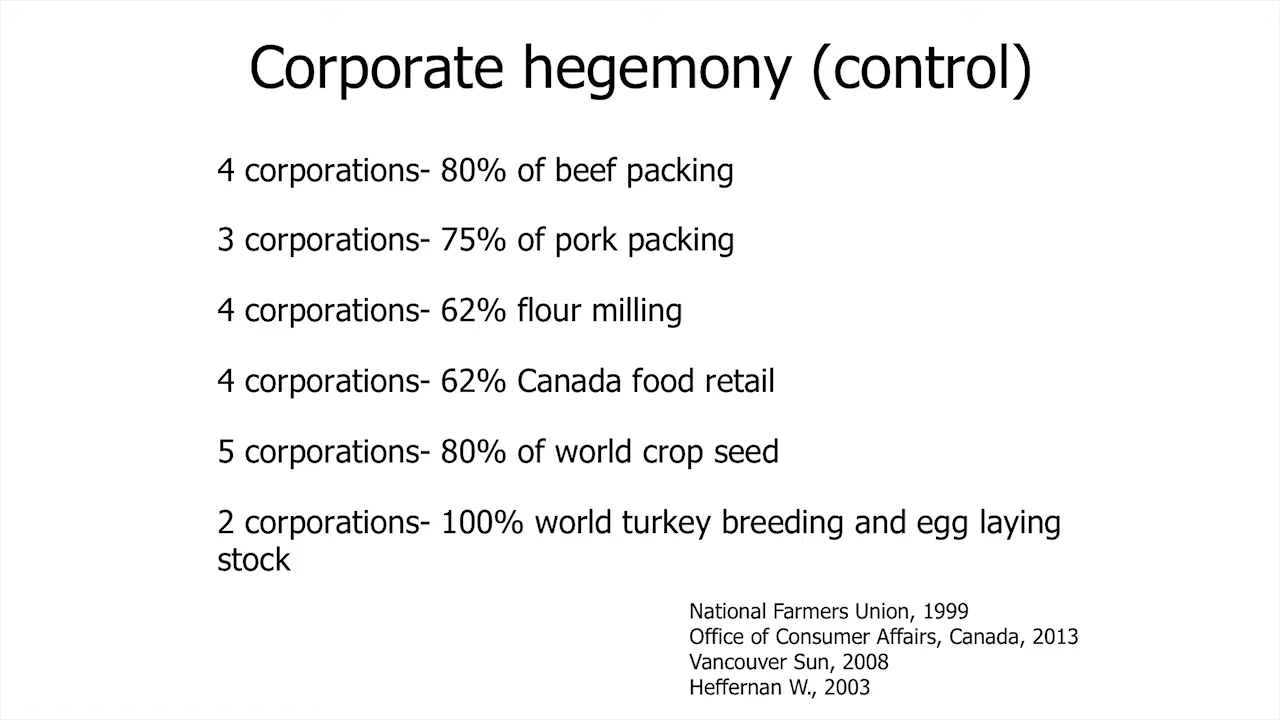 Corporate hegemony (control)
4 corporations- 80% of beef packing
3 corporations- 75% of pork packing
4 corporations- 62% flour milling
4 corporations- 62% Canada food retail
5 corporations- 80% of world crop seed
2 corporations- 100% world turkey breeding and egg laying
stock
National Farmers Union, 1999
Office of Consumer Affairs, Canada, 2013
Vancouver Sun, 2008
Heffernan W., 2003